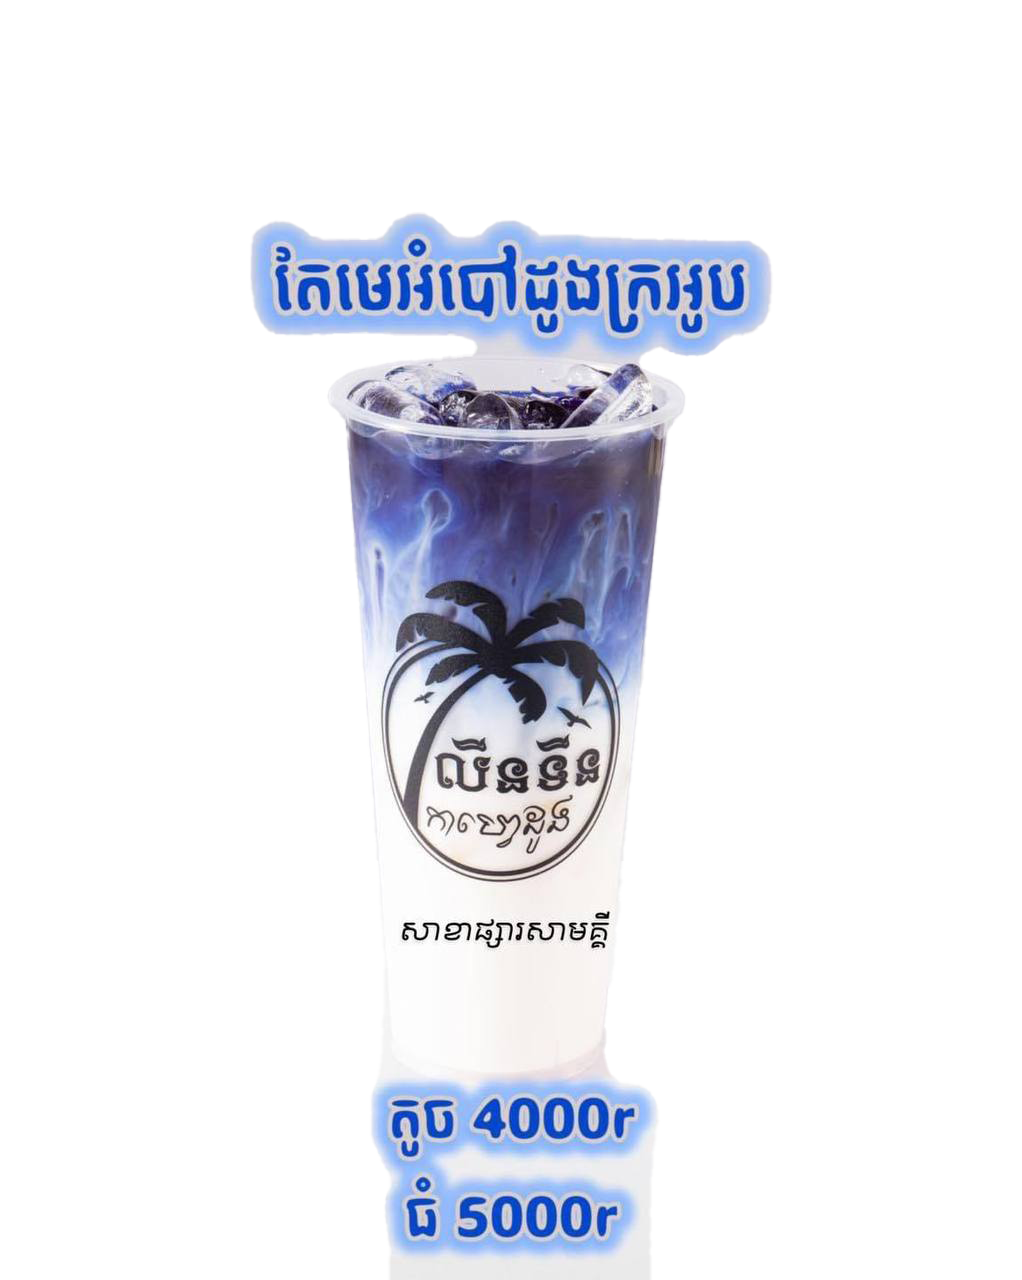 តែមេអំបៅដូងក្រអូប
លីនទីន
កាហ្វេដូង
សាខាផ្សារសាមគ្គី
តូច 4000r
ធំ 5000r